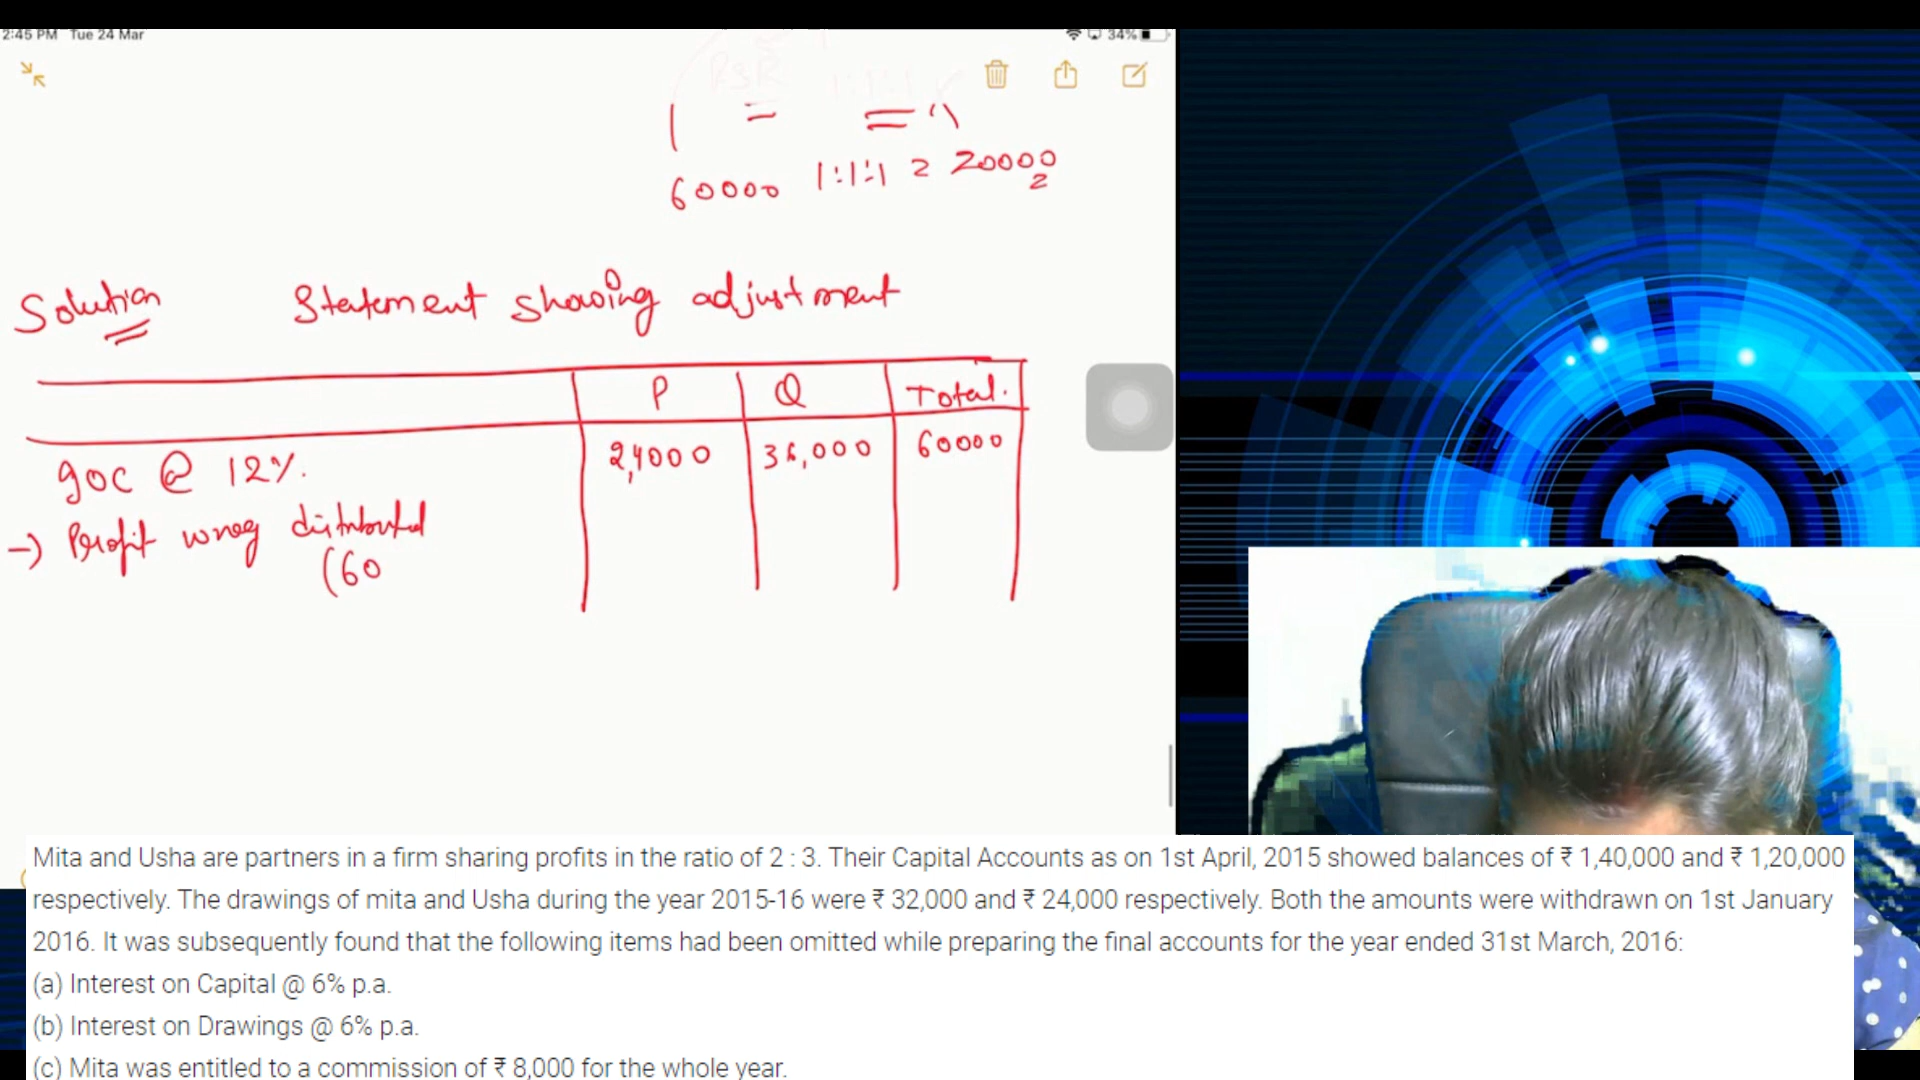 2:45 PM Tue 24 Mar
34%
60000 1:1:1 = 20000
Solution Statement showing adjustment
P Q Total.
IOC @ 12%. 24000 36,000 60000
→ Profit wrong distributed
(60
Mita and Usha are partners in a firm sharing profits in the ratio of 2 : 3. Their Capital Accounts as on 1st April, 2015 showed balances of ₹ 1,40,000 and ₹ 1,20,000
respectively. The drawings of mita and Usha during the year 2015-16 were ₹ 32,000 and ₹ 24,000 respectively. Both the amounts were withdrawn on 1st January
2016. It was subsequently found that the following items had been omitted while preparing the final accounts for the year ended 31st March, 2016:
(a) Interest on Capital @ 6% p.a.
(b) Interest on Drawings @ 6% p.a.
(c) Mita was entitled to a commission of ₹ 8,000 for the whole year.